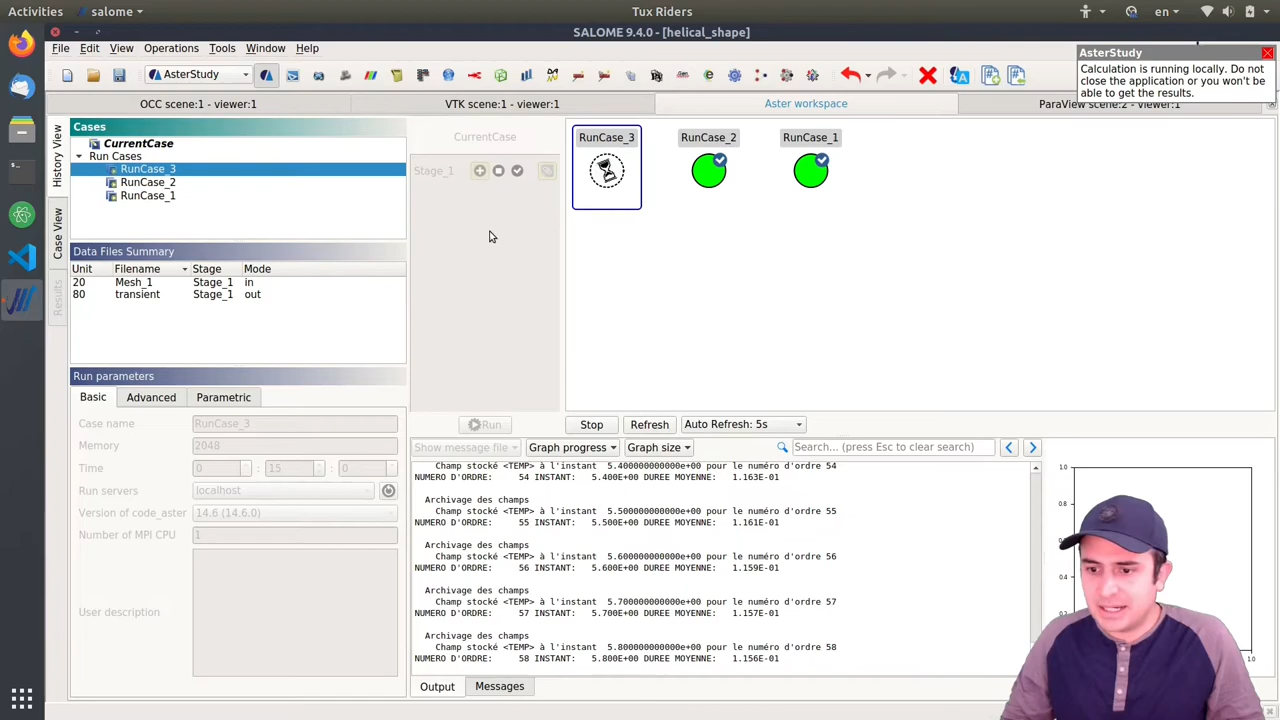 Activities
salome
Tux Riders
en
SALOME 9.4.0 - [helical_shape]
File Edit View Operations Tools Window Help
AsterStudy
AsterStudy
Calculation is running locally. Do not
close the application or you won't be
able to get the results.
OCC scene:1 - viewer:1
VTK scene:1 - viewer:1
Aster workspace
ParaView scene:2 - viewer:1
History View
Case View
Results
Cases
CurrentCase
Run Cases
RunCase_3
RunCase_2
RunCase_1
Data Files Summary
Unit Filename Stage Mode
20 Mesh_1 Stage_1 in
80 transient Stage_1 out
Run parameters
Basic Advanced Parametric
Case name RunCase_3
Memory 2048
Time 0 : 15 : 0
Run servers localhost
Version of code_aster 14.6 (14.6.0)
Number of MPI CPU 1
User description
CurrentCase
Stage_1
RunCase_3 RunCase_2 RunCase_1
Run
Stop Refresh Auto Refresh: 5s
Show message file Graph progress Graph size Search... (press Esc to clear search)
Champ stocké <TEMP> à l'instant 5.400000000000e+00 pour le numéro d'ordre 54
NUMERO D'ORDRE: 54 INSTANT: 5.400E+00 DUREE MOYENNE: 1.163E-01
Archivage des champs
Champ stocké <TEMP> à l'instant 5.500000000000e+00 pour le numéro d'ordre 55
NUMERO D'ORDRE: 55 INSTANT: 5.500E+00 DUREE MOYENNE: 1.161E-01
Archivage des champs
Champ stocké <TEMP> à l'instant 5.600000000000e+00 pour le numéro d'ordre 56
NUMERO D'ORDRE: 56 INSTANT: 5.600E+00 DUREE MOYENNE: 1.159E-01
Archivage des champs
Champ stocké <TEMP> à l'instant 5.700000000000e+00 pour le numéro d'ordre 57
NUMERO D'ORDRE: 57 INSTANT: 5.700E+00 DUREE MOYENNE: 1.157E-01
Archivage des champs
Champ stocké <TEMP> à l'instant 5.800000000000e+00 pour le numéro d'ordre 58
NUMERO D'ORDRE: 58 INSTANT: 5.800E+00 DUREE MOYENNE: 1.156E-01
1.0
0.8
0.6
0.4
1.0
Output Messages